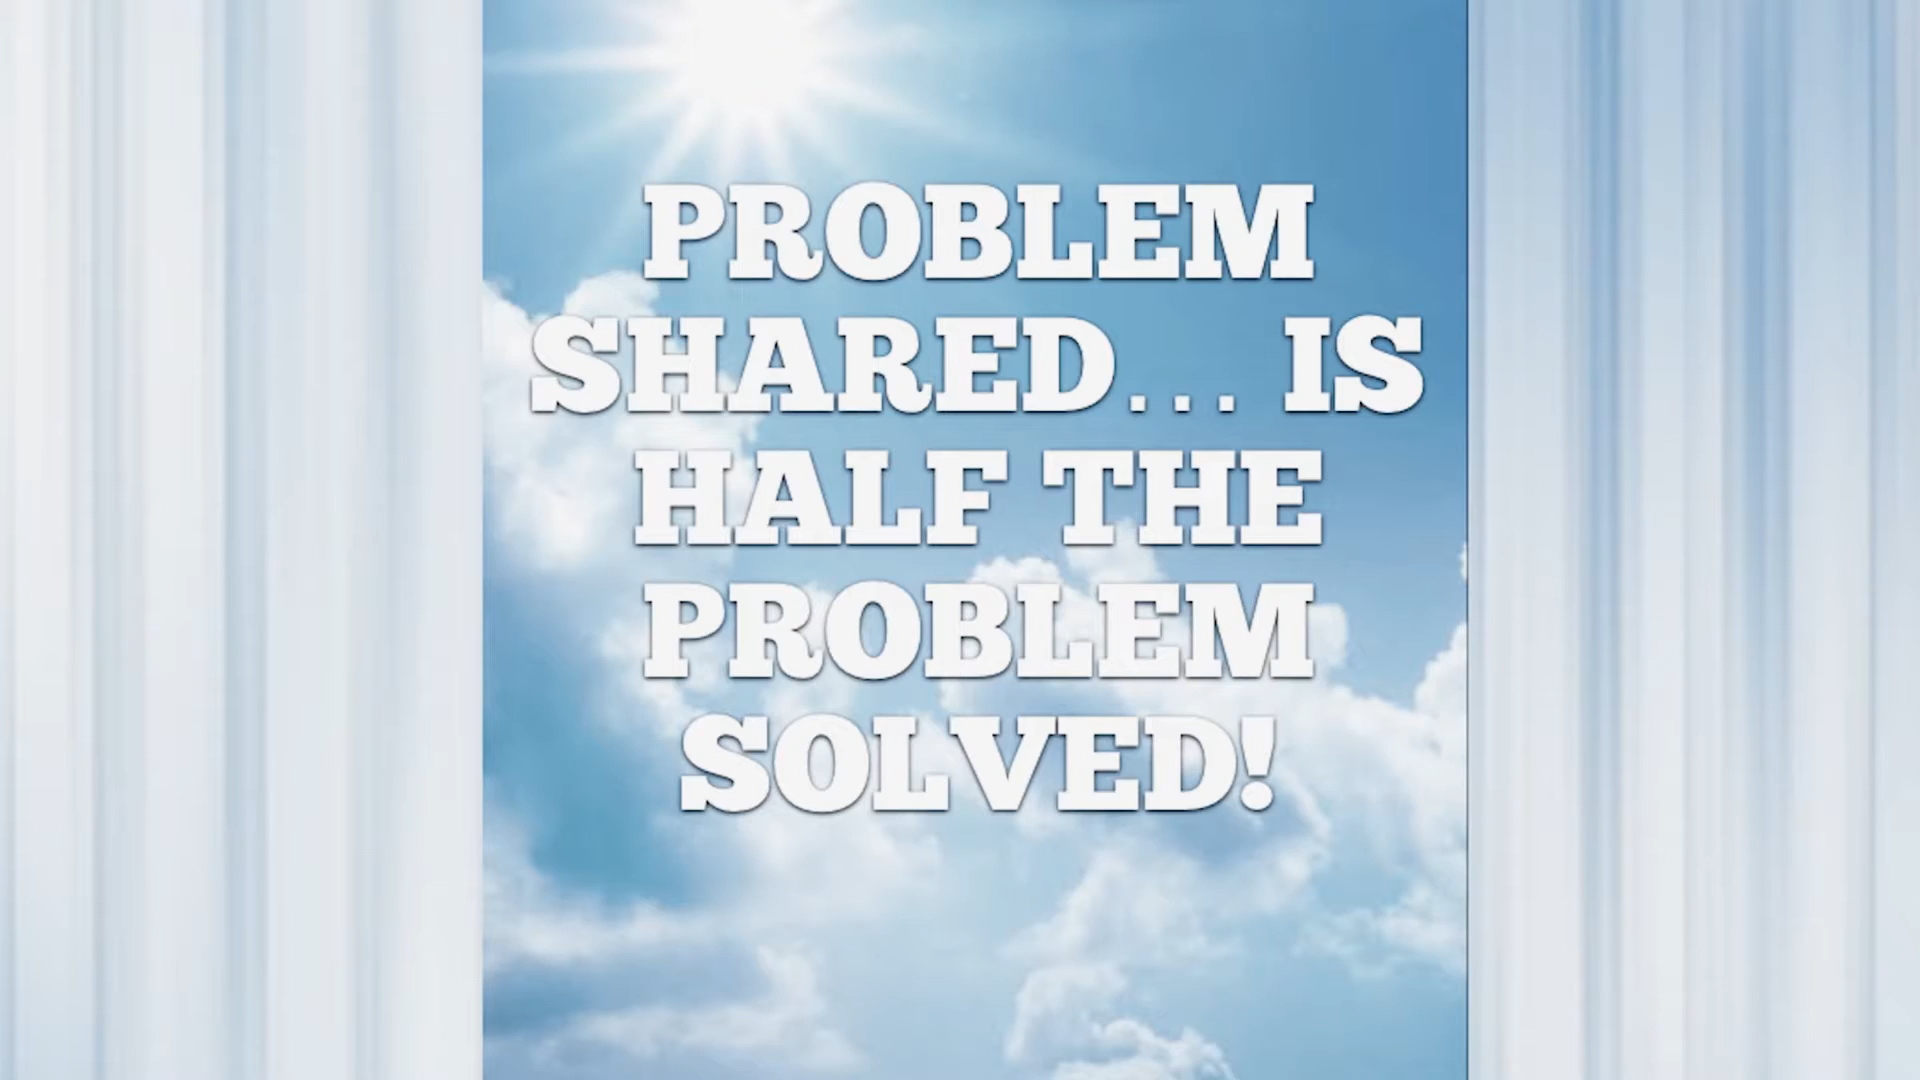 PROBLEM
SHARED... IS
HALF THE
PROBLEM
SOLVED!